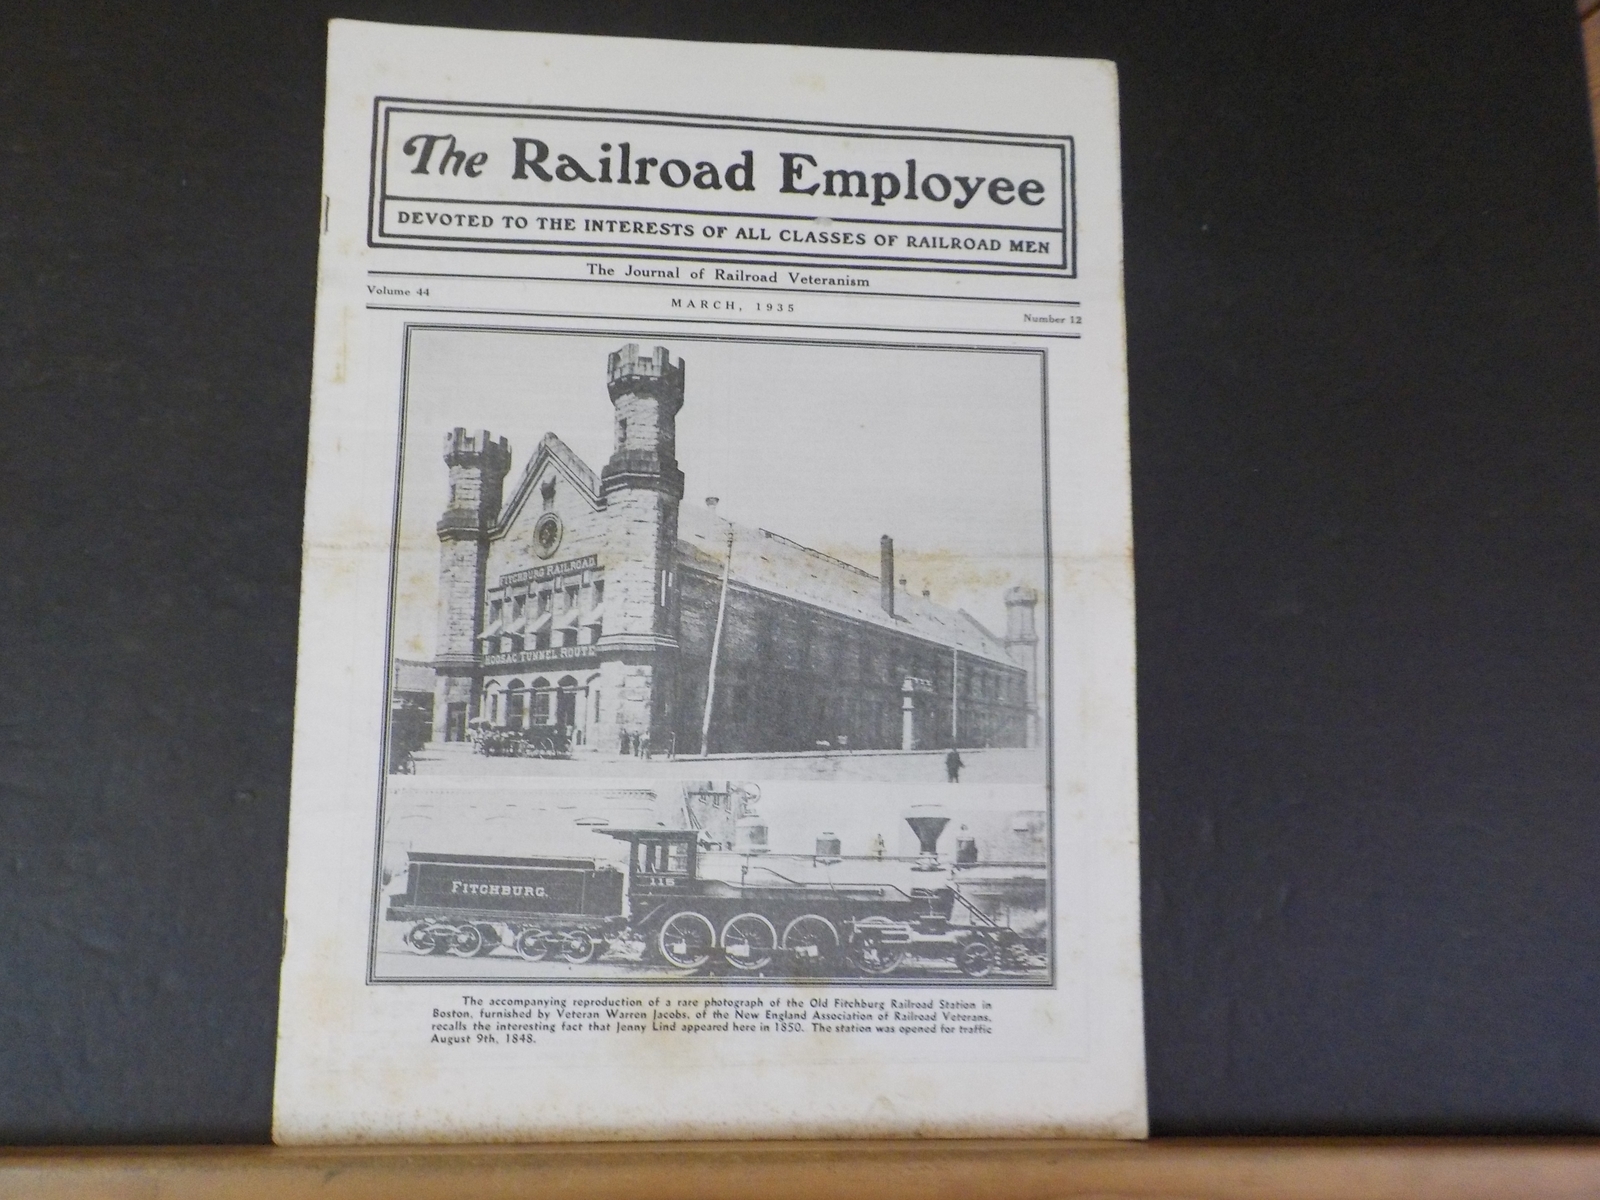 The Railroad Employee
DEVOTED TO THE INTERESTS OF ALL CLASSES OF RAILROAD MEN
The Journal of Railroad Veteranism
Volume 44
MARCH, 1935
Number 12
FITCHBURG RAILROAD.
HOOSAC TUNNEL ROUTE
FITCHBURG.
The accompanying reproduction of a rare photograph of the Old Fitchburg Railroad Station in
Boston, furnished by Veteran Warren Jacobs, of the New England Association of Railroad Veterans,
recalls the interesting fact that Jenny Lind appeared here in 1850. The station was opened for traffic
August 9th, 1848.